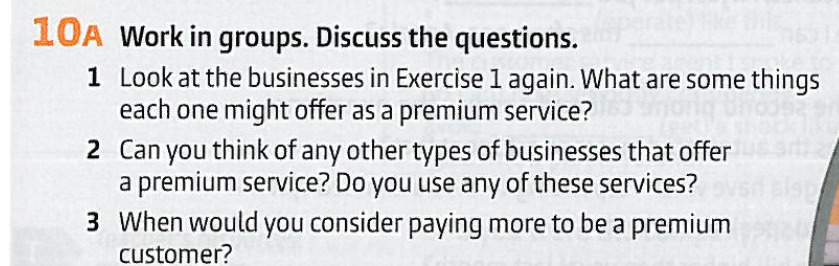 10A Work in groups. Discuss the questions.
1 Look at the businesses in Exercise 1 again. What are some things
each one might offer as a premium service?
2 Can you think of any other types of businesses that offer
a premium service? Do you use any of these services?
3 When would you consider paying more to be a premium
customer?